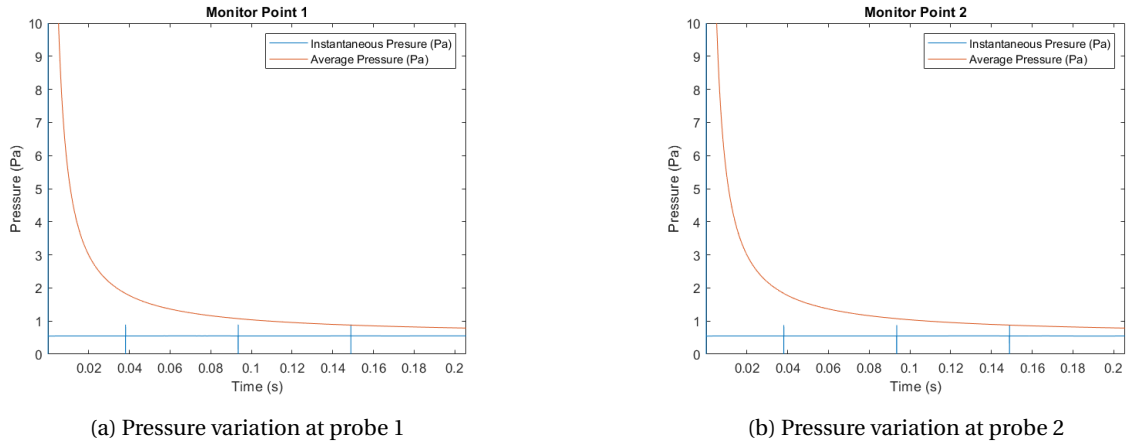 Monitor Point 1
10
9
8
7
6
5
4
3
2
1
0
Pressure (Pa)
Instantaneous Presure (Pa)
Average Pressure (Pa)
0.02 0.04 0.06 0.08 0.1 0.12 0.14 0.16 0.18 0.2
Time (s)
(a) Pressure variation at probe 1
Monitor Point 2
10
9
8
7
6
5
4
3
2
1
0
Pressure (Pa)
Instantaneous Presure (Pa)
Average Pressure (Pa)
0.02 0.04 0.06 0.08 0.1 0.12 0.14 0.16 0.18 0.2
Time (s)
(b) Pressure variation at probe 2